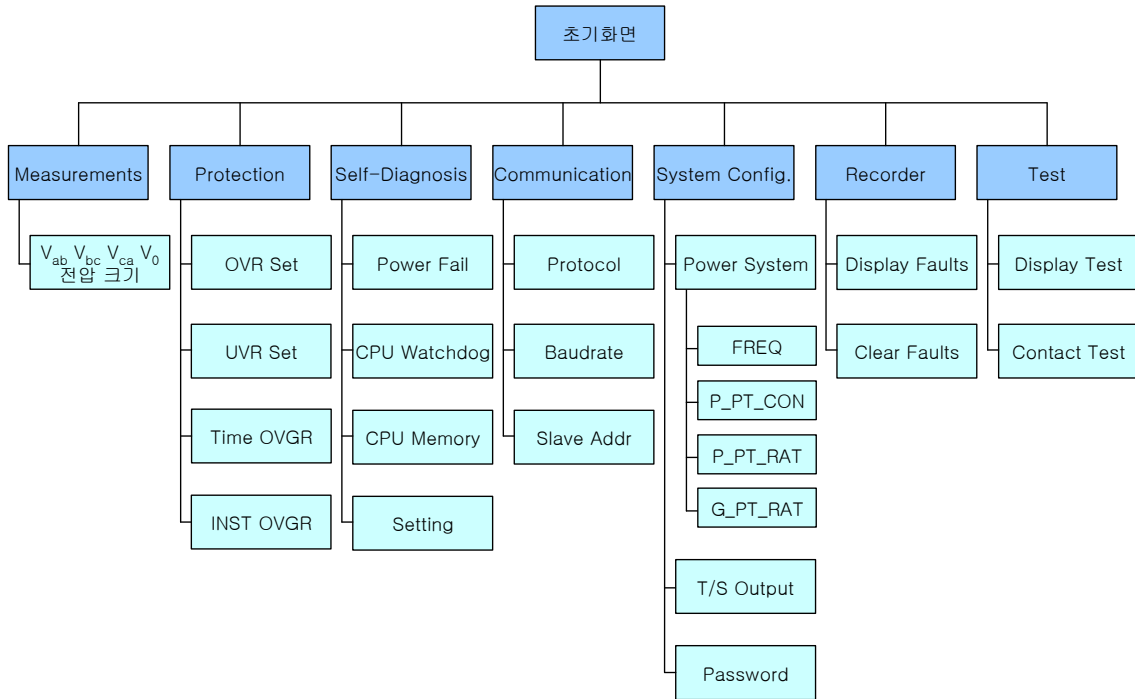 초기화면
Measurements
Protection
Self-Diagnosis
Communication
System Config.
Recorder
Test
Vab Vbc Vca V0
전압 크기
OVR Set
UVR Set
Time OVGR
INST OVGR
Power Fail
CPU Watchdog
CPU Memory
Setting
Protocol
Baudrate
Slave Addr
Power System
FREQ
P_PT_CON
P_PT_RAT
G_PT_RAT
T/S Output
Password
Display Faults
Clear Faults
Display Test
Contact Test